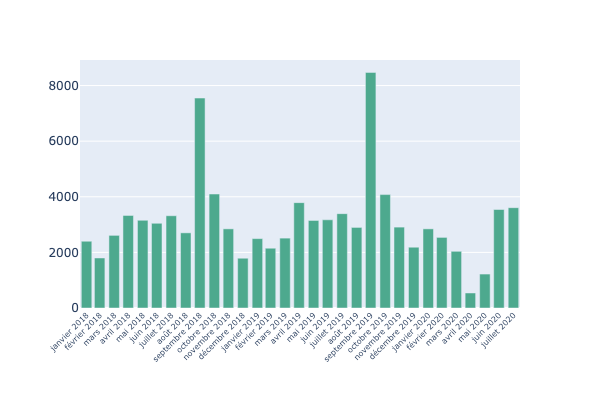 8000
6000
4000
2000
0
janvier 2018
février 2018
mars 2018
avril 2018
mai 2018
juin 2018
juillet 2018
août 2018
septembre 2018
octobre 2018
novembre 2018
décembre 2018
janvier 2019
février 2019
mars 2019
avril 2019
mai 2019
juin 2019
juillet 2019
août 2019
septembre 2019
octobre 2019
novembre 2019
décembre 2019
janvier 2020
février 2020
mars 2020
avril 2020
mai 2020
juin 2020
juillet 2020